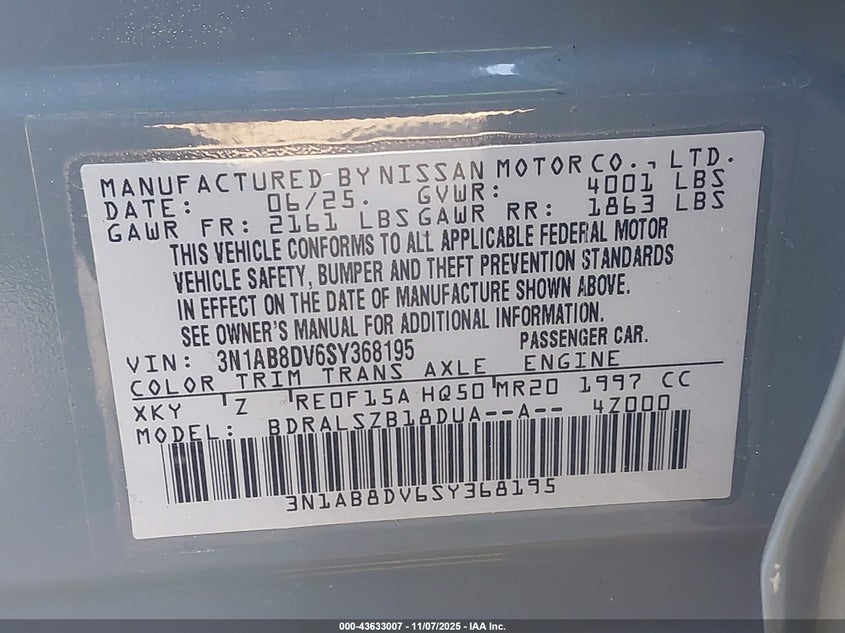 MANUFACTURED BY NISSAN MOTOR CO., LTD.
DATE: 06/25. GVWR: 4001 LBS
GAWR FR: 2161 LBS GAWR RR: 1863 LBS
THIS VEHICLE CONFORMS TO ALL APPLICABLE FEDERAL MOTOR
VEHICLE SAFETY, BUMPER AND THEFT PREVENTION STANDARDS
IN EFFECT ON THE DATE OF MANUFACTURE SHOWN ABOVE.
SEE OWNER'S MANUAL FOR ADDITIONAL INFORMATION.
VIN: 3N1AB8DV6SY368195 PASSENGER CAR.
COLOR TRIM TRANS AXLE ENGINE
XKY Z RE0F15A HQ50 MR20 1997 CC
MODEL: BDRALSZB18DUA--A-- 4Z000
3N1AB8DV6SY368195
000-43633007 — 11/07/2025 - IAA Inc.